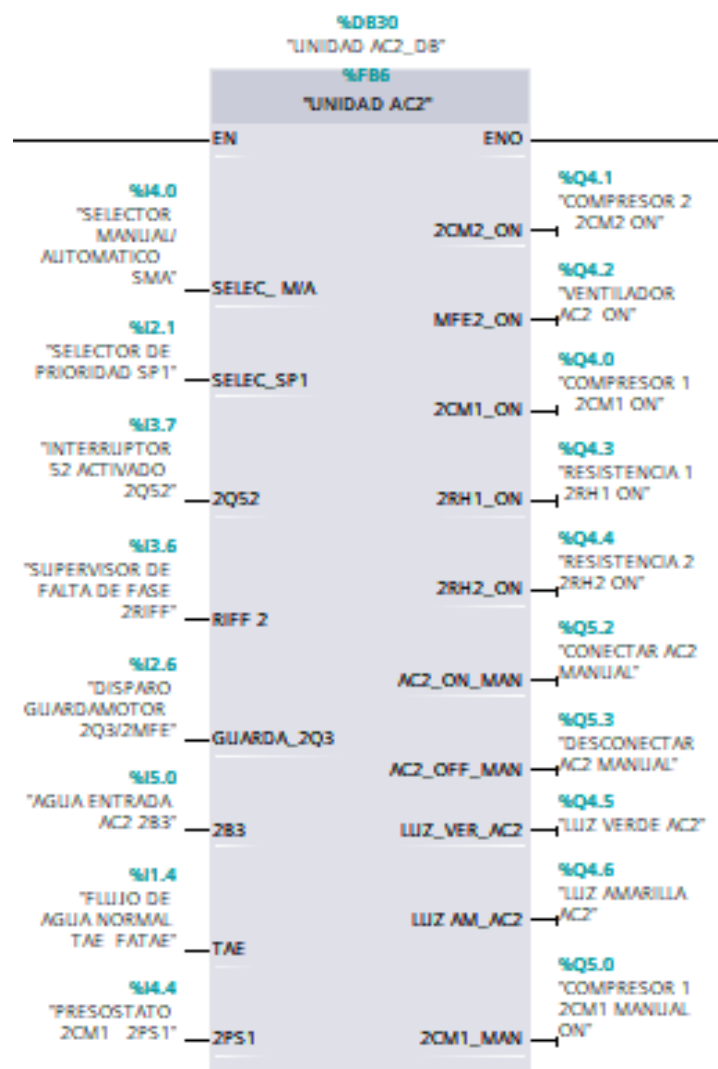 %DB30
"UNIDAD AC2_DB"
%FB6
"UNIDAD AC2"
EN
ENO
%I4.0
"SELECTOR
MANUAL/
AUTOMATICO
SMA"
SELEC_ M/A
%I2.1
"SELECTOR DE
PRIORIDAD SP1"
SELEC_SP1
%I3.7
"INTERRUPTOR
52 ACTIVADO
2Q52"
2Q52
%I3.6
"SUPERVISOR DE
FALTA DE FASE
2RIFF"
RIFF 2
%I2.6
"DISPARO
GUARDAMOTOR
2Q3/2MFE"
GUARDA_2Q3
%I5.0
"AGUA ENTRADA
AC2 2B3"
2B3
%I1.4
"FLUJO DE
AGUA NORMAL
TAE FATAE"
TAE
%I4.4
"PRESOSTATO
2CM1 2PS1"
2PS1
%Q4.1
"COMPRESOR 2
2CM2 ON"
2CM2_ON
%Q4.2
"VENTILADOR
AC2 ON"
MFE2_ON
%Q4.0
"COMPRESOR 1
2CM1 ON"
2CM1_ON
%Q4.3
"RESISTENCIA 1
2RH1 ON"
2RH1_ON
%Q4.4
"RESISTENCIA 2
2RH2 ON"
2RH2_ON
%Q5.2
"CONECTAR AC2
MANUAL"
AC2_ON_MAN
%Q5.3
"DESCONECTAR
AC2 MANUAL"
AC2_OFF_MAN
%Q4.5
"LUZ VERDE AC2"
LUZ_VER_AC2
%Q4.6
"LUZ AMARILLA
AC2"
LUZ AM_AC2
%Q5.0
"COMPRESOR 1
2CM1 MANUAL
ON"
2CM1_MAN